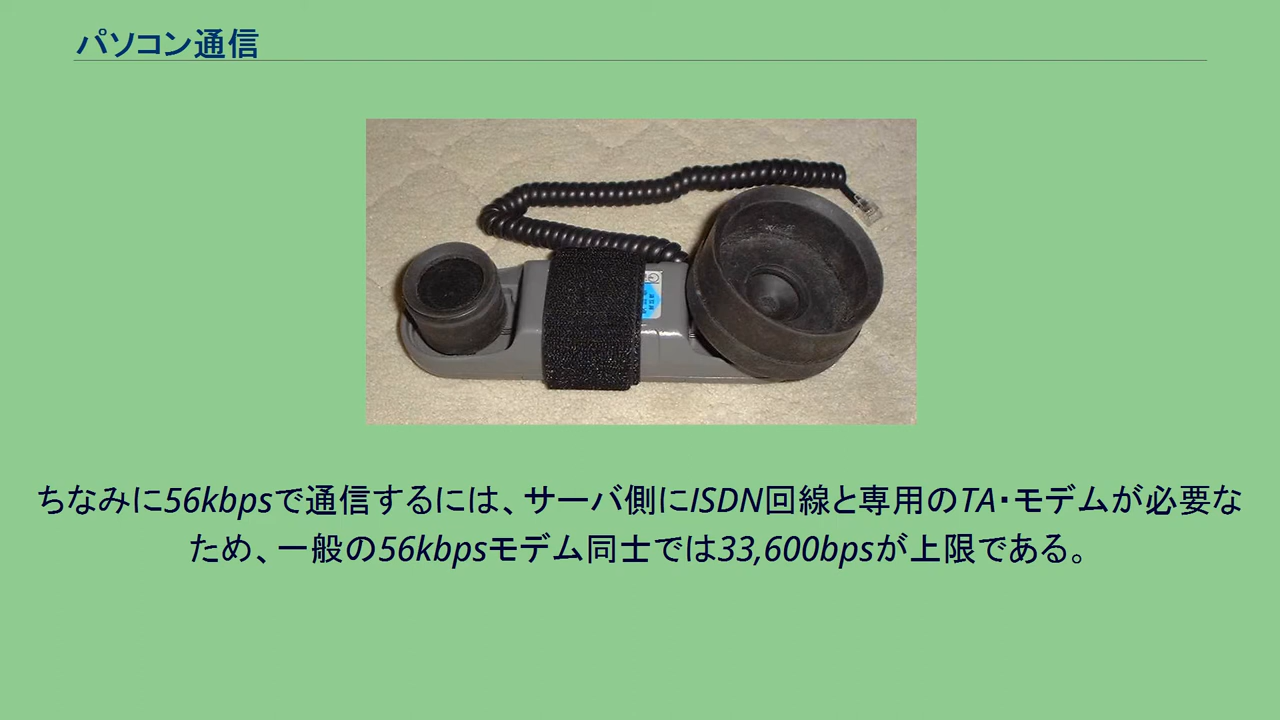 パソコン通信
ちなみに56kbpsで通信するには、サーバ側にISDN回線と専用のTA・モデムが必要な
ため、一般の56kbpsモデム同士では33,600bpsが上限である。